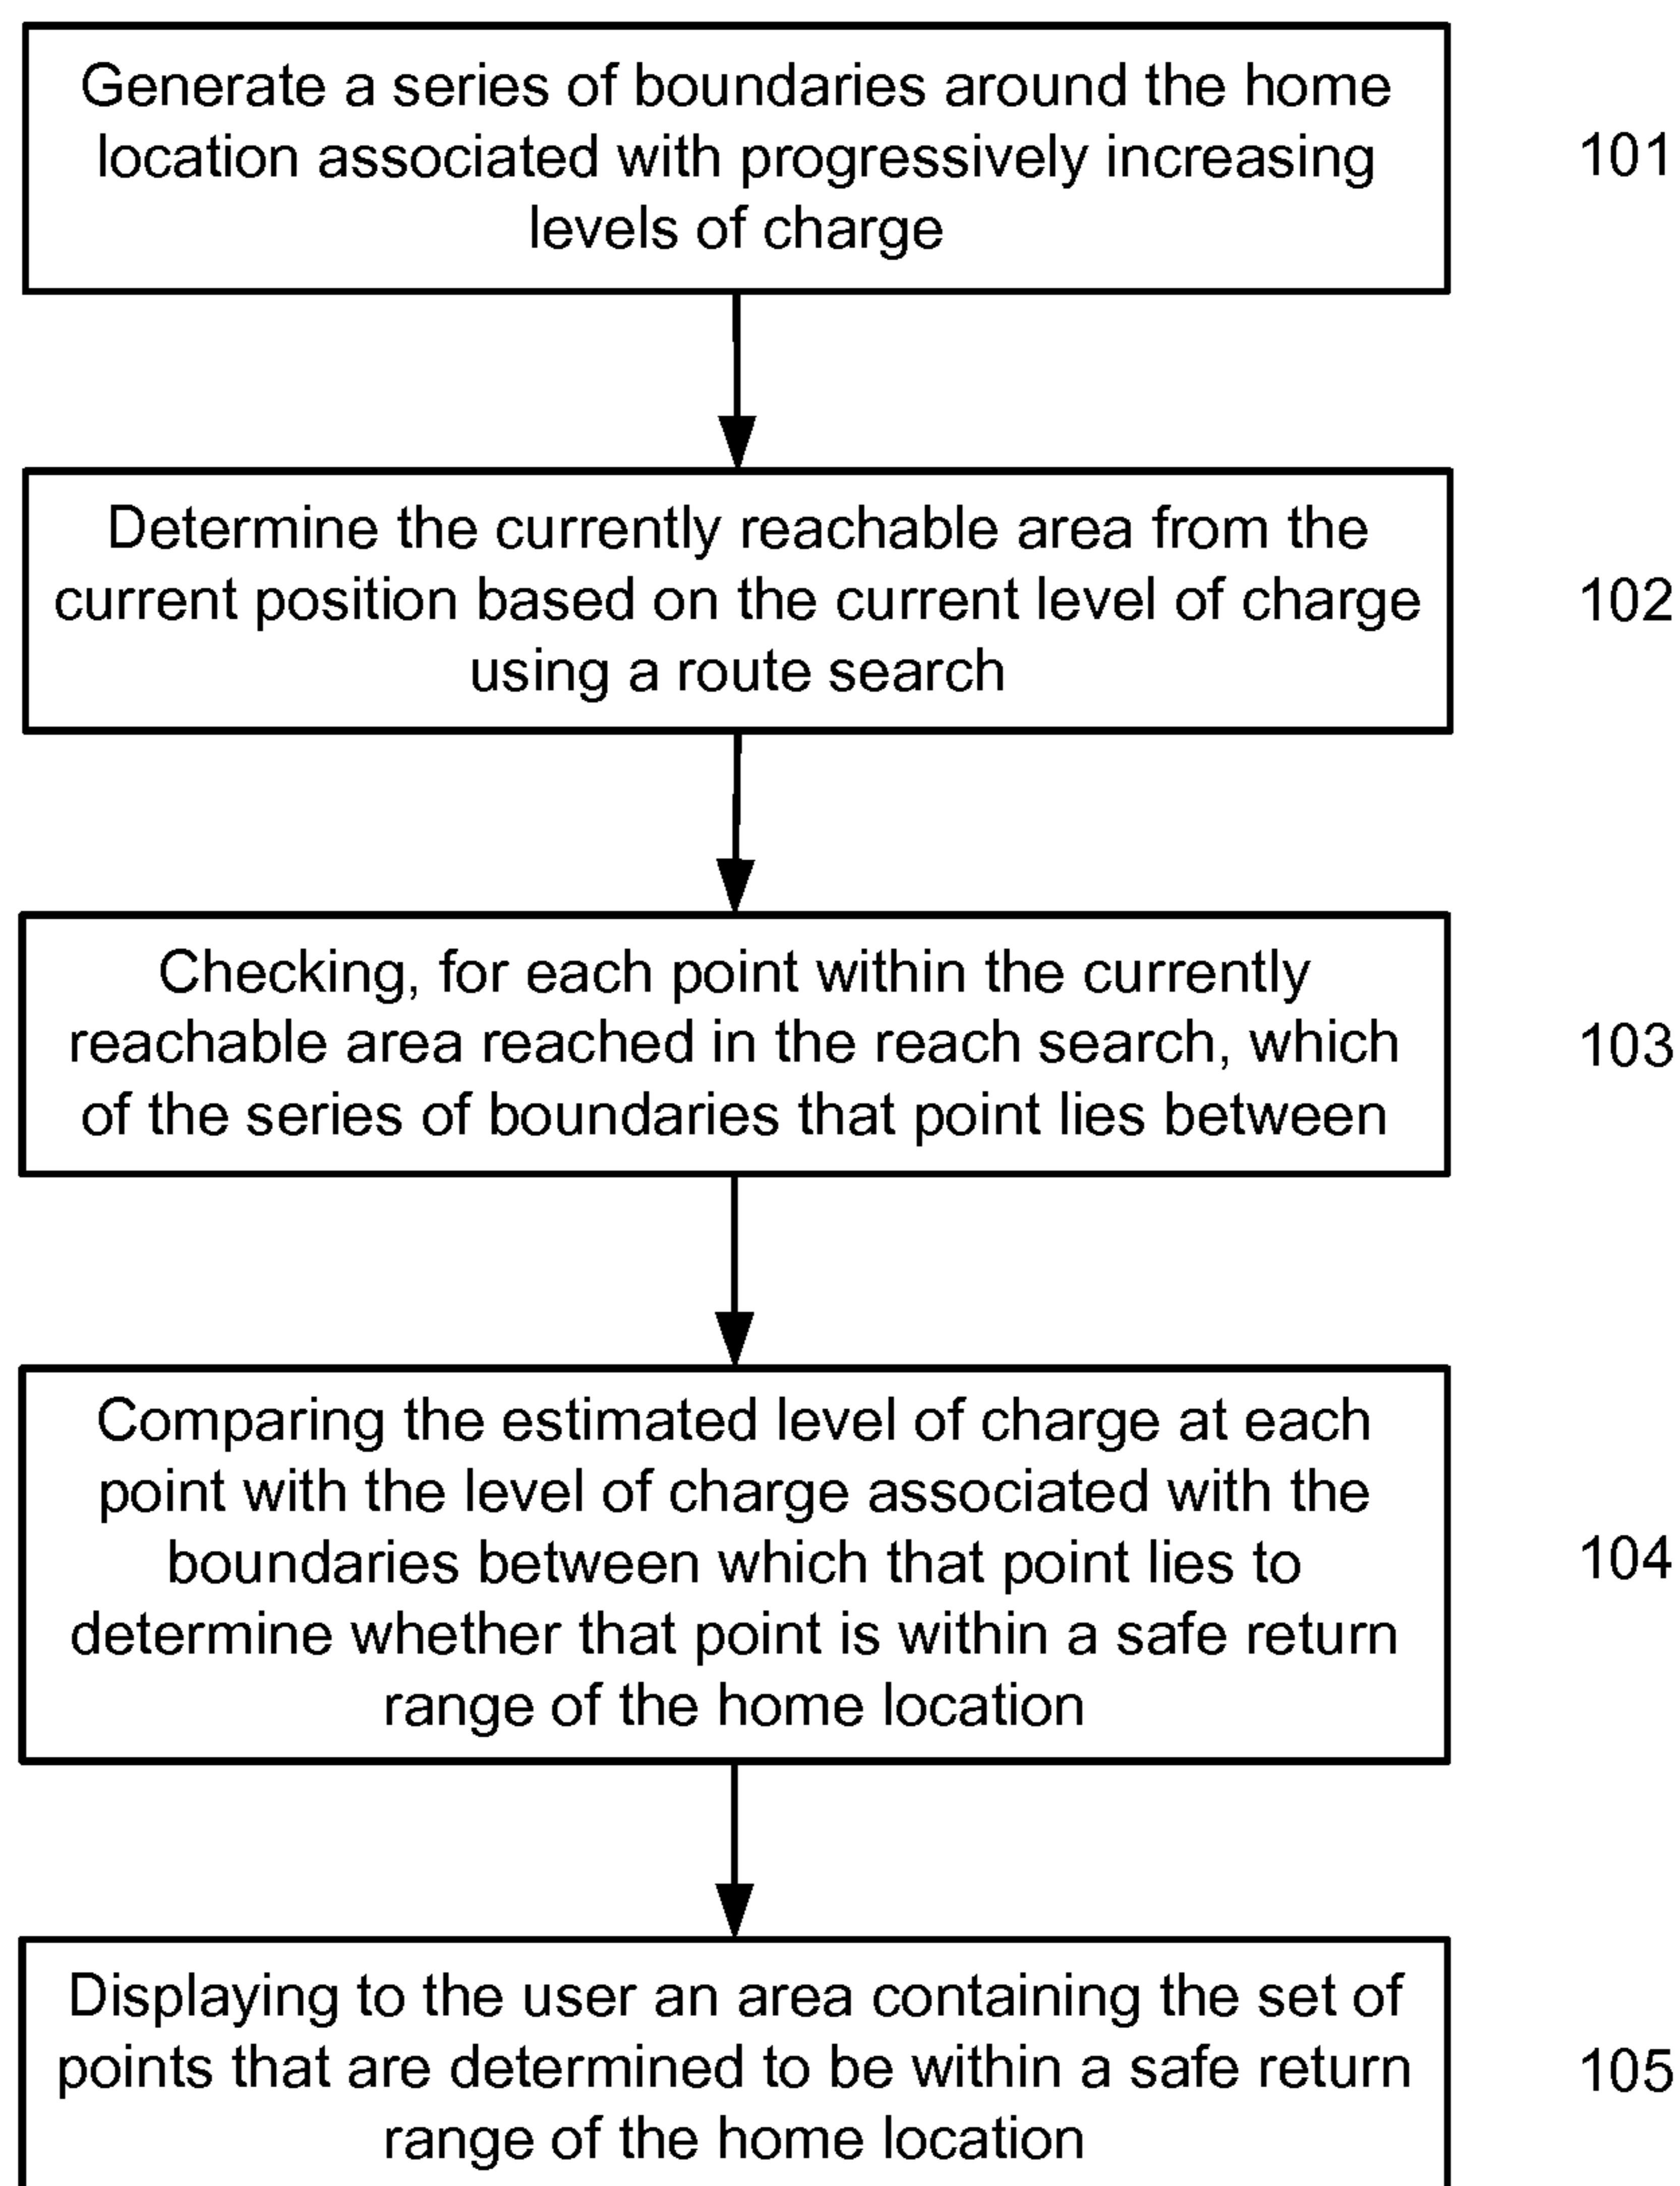 Generate a series of boundaries around the home
location associated with progressively increasing
levels of charge
101
Determine the currently reachable area from the
current position based on the current level of charge
using a route search
102
Checking, for each point within the currently
reachable area reached in the reach search, which
of the series of boundaries that point lies between
103
Comparing the estimated level of charge at each
point with the level of charge associated with the
boundaries between which that point lies to
determine whether that point is within a safe return
range of the home location
104
Displaying to the user an area containing the set of
points that are determined to be within a safe return
range of the home location
105